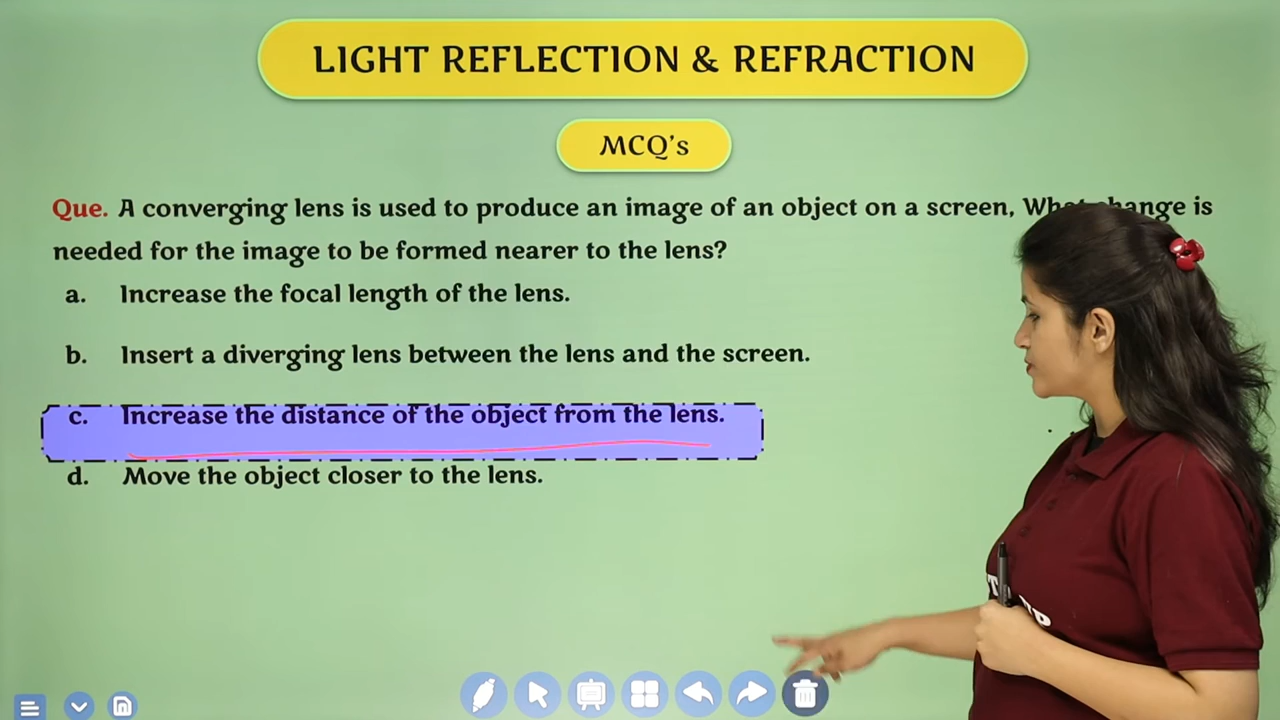 LIGHT REFLECTION & REFRACTION
MCQ's
Que. A converging lens is used to produce an image of an object on a screen, What change is
needed for the image to be formed nearer to the lens?
a. Increase the focal length of the lens.
b. Insert a diverging lens between the lens and the screen.
c. Increase the distance of the object from the lens.
d. Move the object closer to the lens.